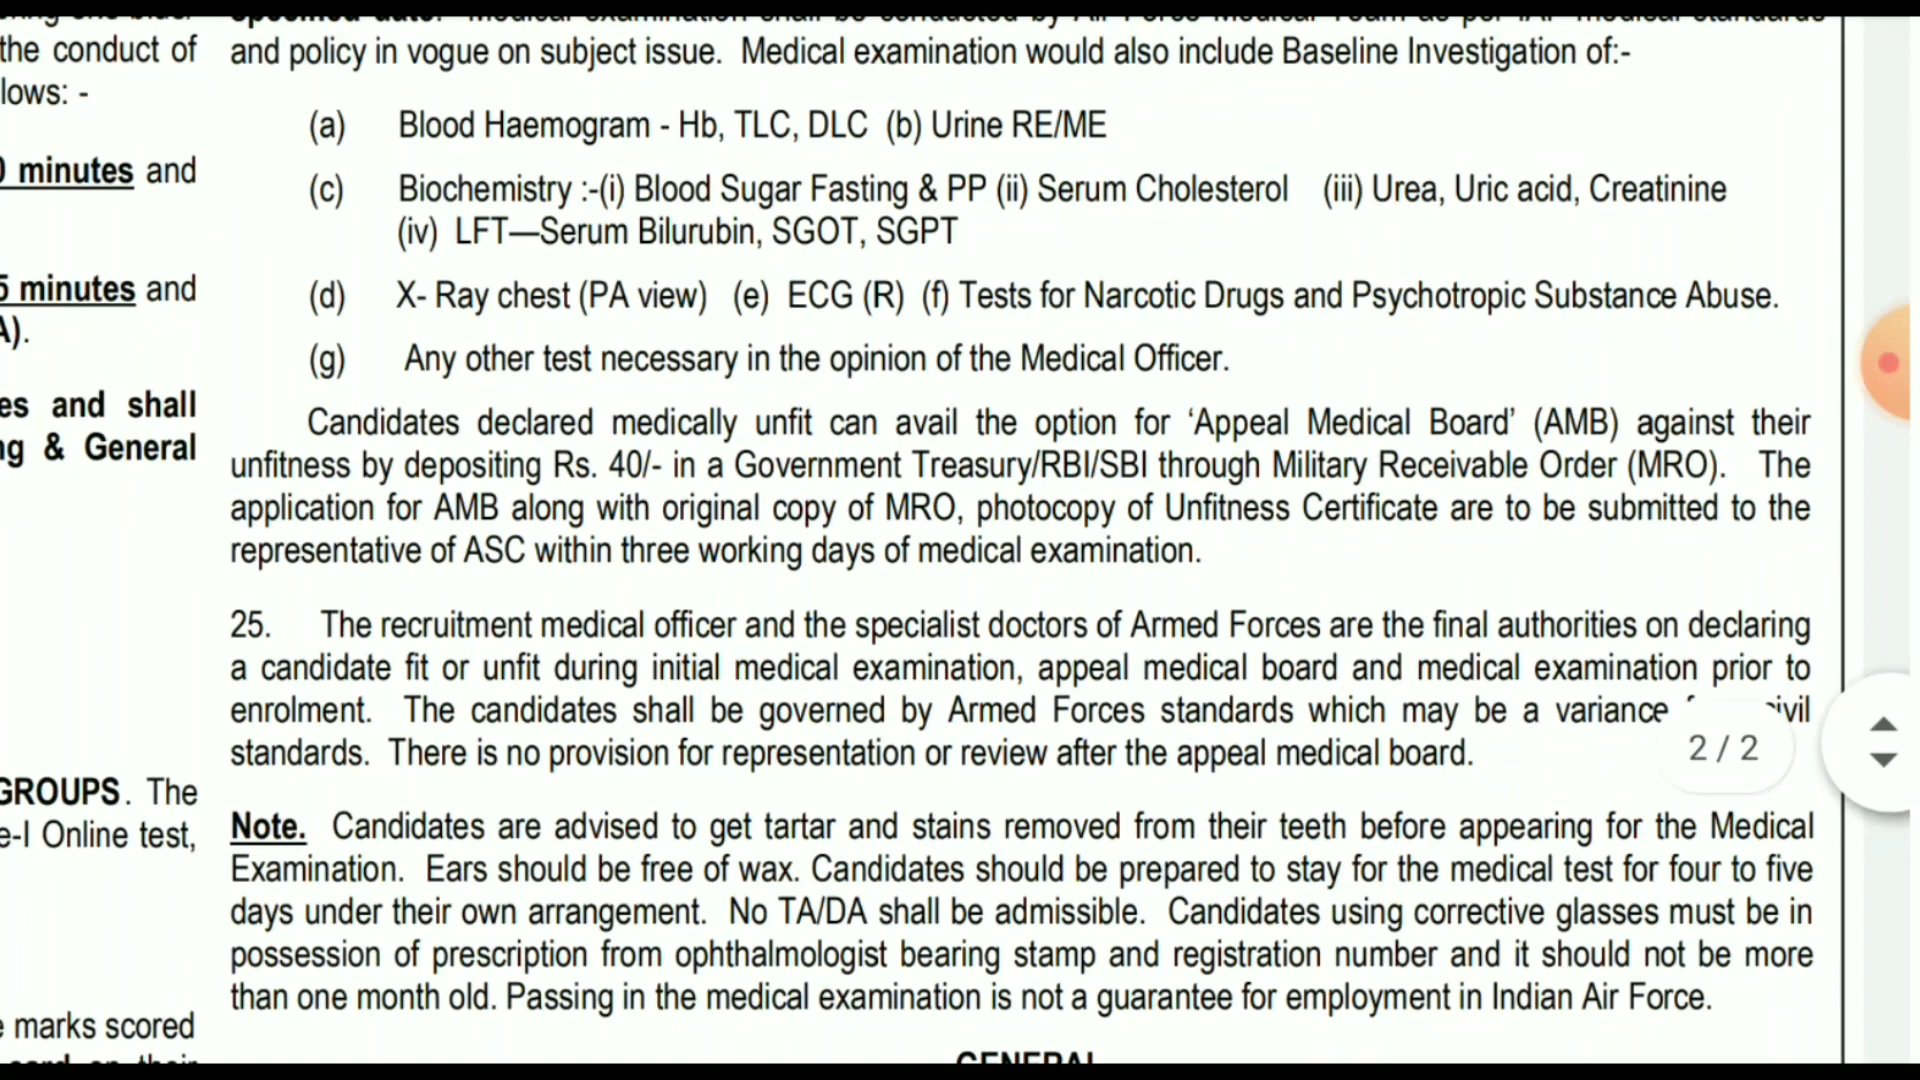 the conduct of
lows: -
minutes and
minutes and
A).
es and shall
& General
GROUPS. The
e-I Online test,
marks scored
and policy in vogue on subject issue. Medical examination would also include Baseline Investigation of:-
(a) Blood Haemogram - Hb, TLC, DLC (b) Urine RE/ME
(c) Biochemistry :-(i) Blood Sugar Fasting & PP (ii) Serum Cholesterol (iii) Urea, Uric acid, Creatinine
(iv) LFT—Serum Bilurubin, SGOT, SGPT
(d) X- Ray chest (PA view) (e) ECG (R) (f) Tests for Narcotic Drugs and Psychotropic Substance Abuse.
(g) Any other test necessary in the opinion of the Medical Officer.
Candidates declared medically unfit can avail the option for ‘Appeal Medical Board’ (AMB) against their
unfitness by depositing Rs. 40/- in a Government Treasury/RBI/SBI through Military Receivable Order (MRO). The
application for AMB along with original copy of MRO, photocopy of Unfitness Certificate are to be submitted to the
representative of ASC within three working days of medical examination.
25. The recruitment medical officer and the specialist doctors of Armed Forces are the final authorities on declaring
a candidate fit or unfit during initial medical examination, appeal medical board and medical examination prior to
enrolment. The candidates shall be governed by Armed Forces standards which may be a variance
standards. There is no provision for representation or review after the appeal medical board.
2 / 2
Note. Candidates are advised to get tartar and stains removed from their teeth before appearing for the Medical
Examination. Ears should be free of wax. Candidates should be prepared to stay for the medical test for four to five
days under their own arrangement. No TA/DA shall be admissible. Candidates using corrective glasses must be in
possession of prescription from ophthalmologist bearing stamp and registration number and it should not be more
than one month old. Passing in the medical examination is not a guarantee for employment in Indian Air Force.
GENERAL